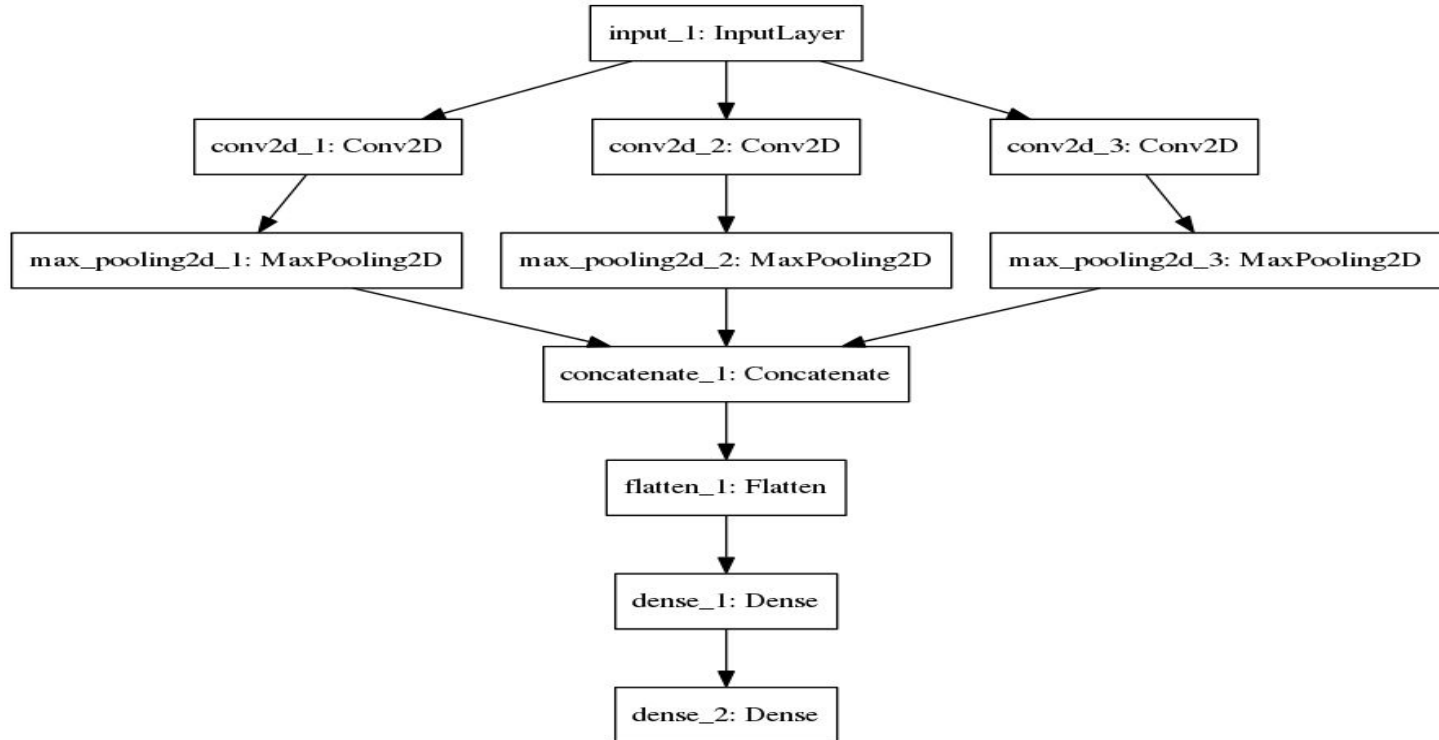 input_1: InputLayer
conv2d_1: Conv2D
conv2d_2: Conv2D
conv2d_3: Conv2D
max_pooling2d_1: MaxPooling2D
max_pooling2d_2: MaxPooling2D
max_pooling2d_3: MaxPooling2D
concatenate_1: Concatenate
flatten_1: Flatten
dense_1: Dense
dense_2: Dense